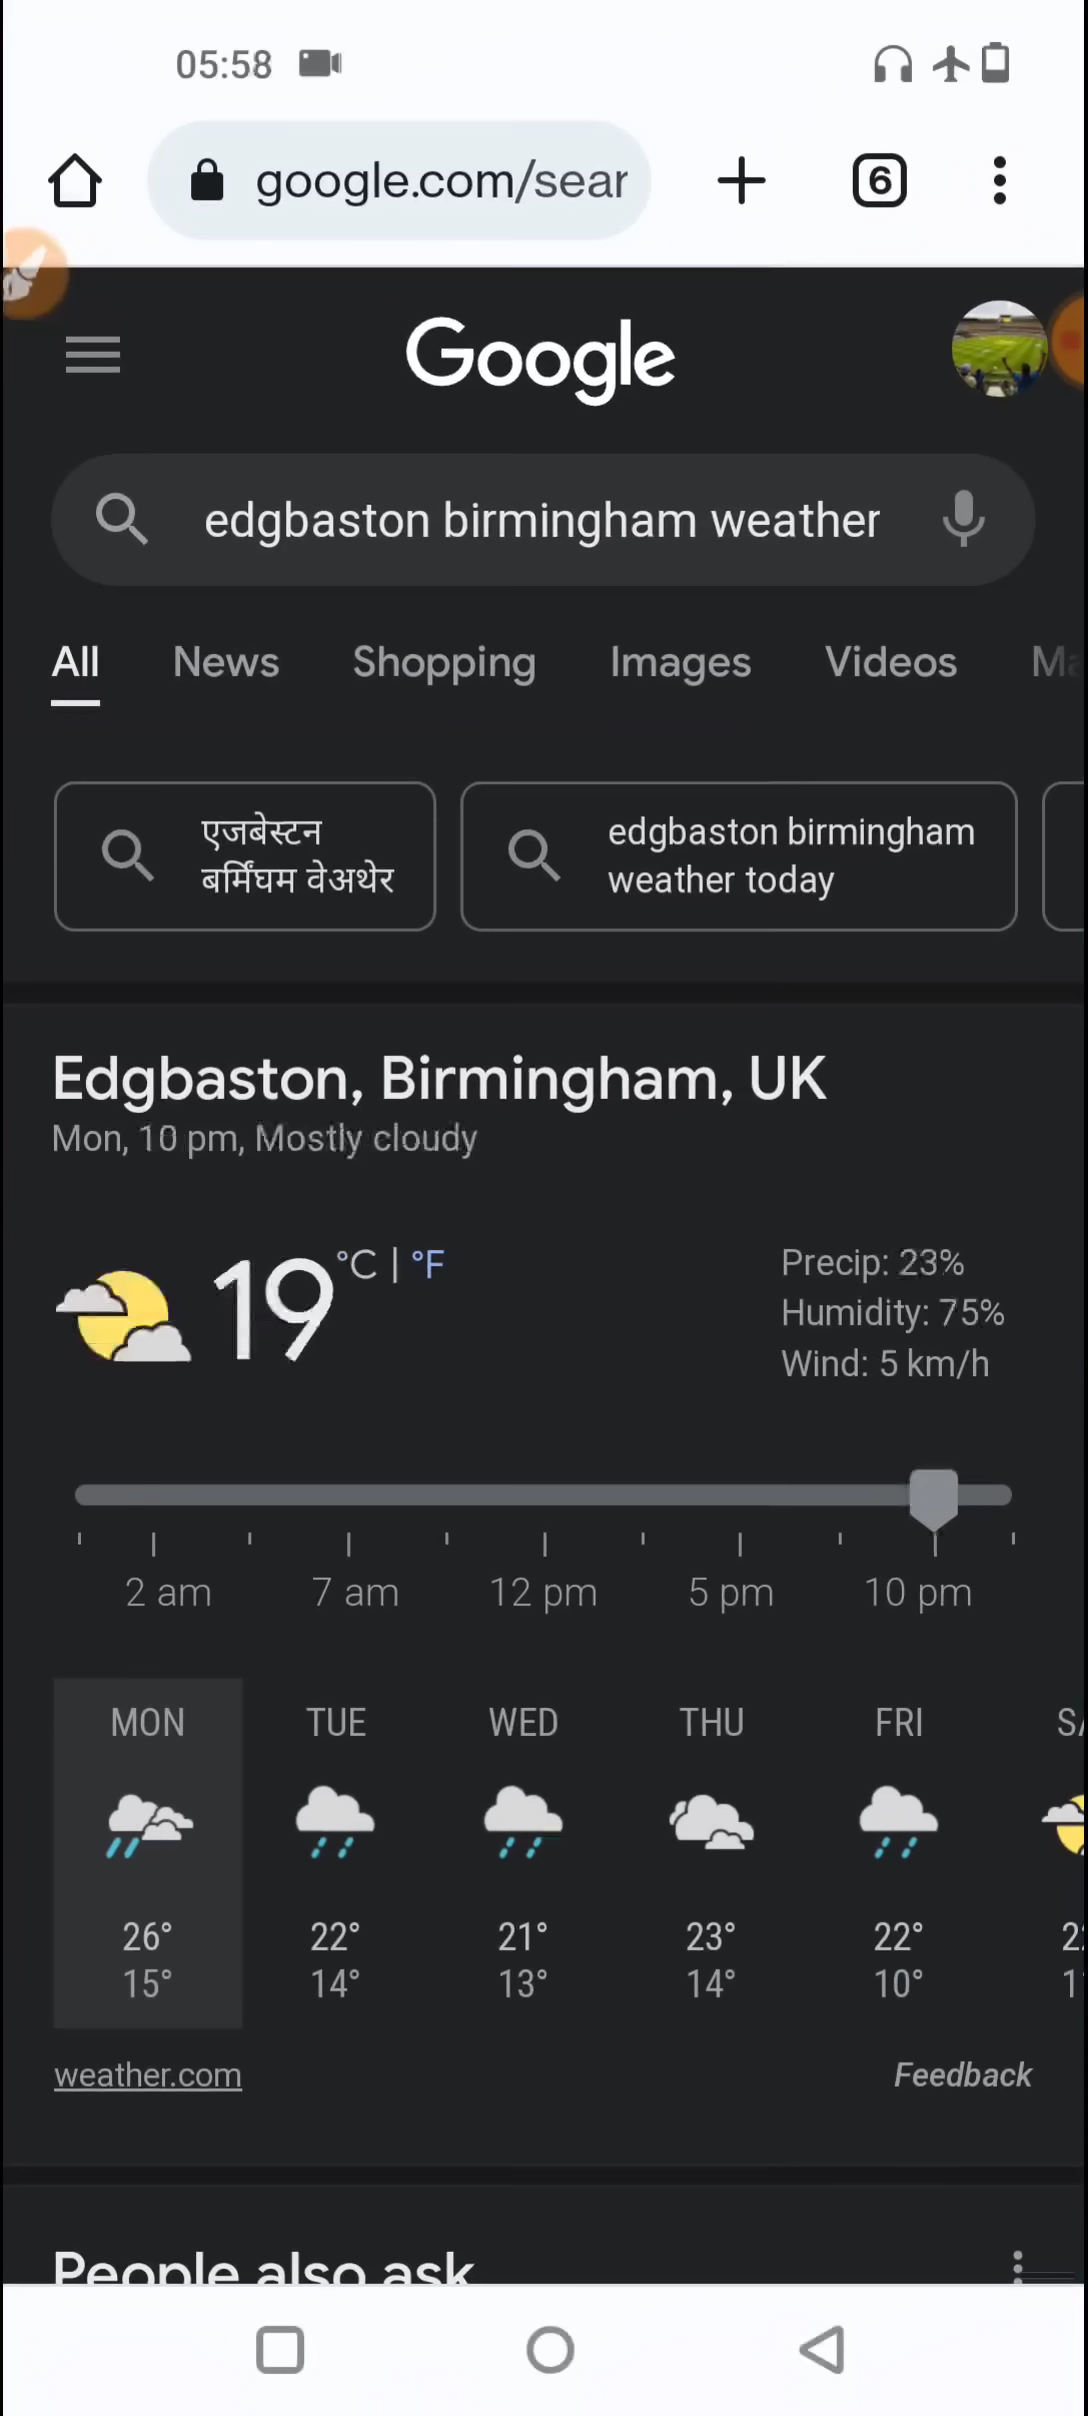 05:58
google.com/sear
6
Google
edgbaston birmingham weather
All News Shopping Images Videos
एजबेस्टन
बर्मिंघम वेअथेर
edgbaston birmingham
weather today
Edgbaston, Birmingham, UK
Mon, 10 pm, Mostly cloudy
19 °C | °F
Precip: 23%
Humidity: 75%
Wind: 5 km/h
2 am 7 am 12 pm 5 pm 10 pm
MON TUE WED THU FRI
26° 22° 21° 23° 22°
15° 14° 13° 14° 10°
weather.com Feedback
People also ask